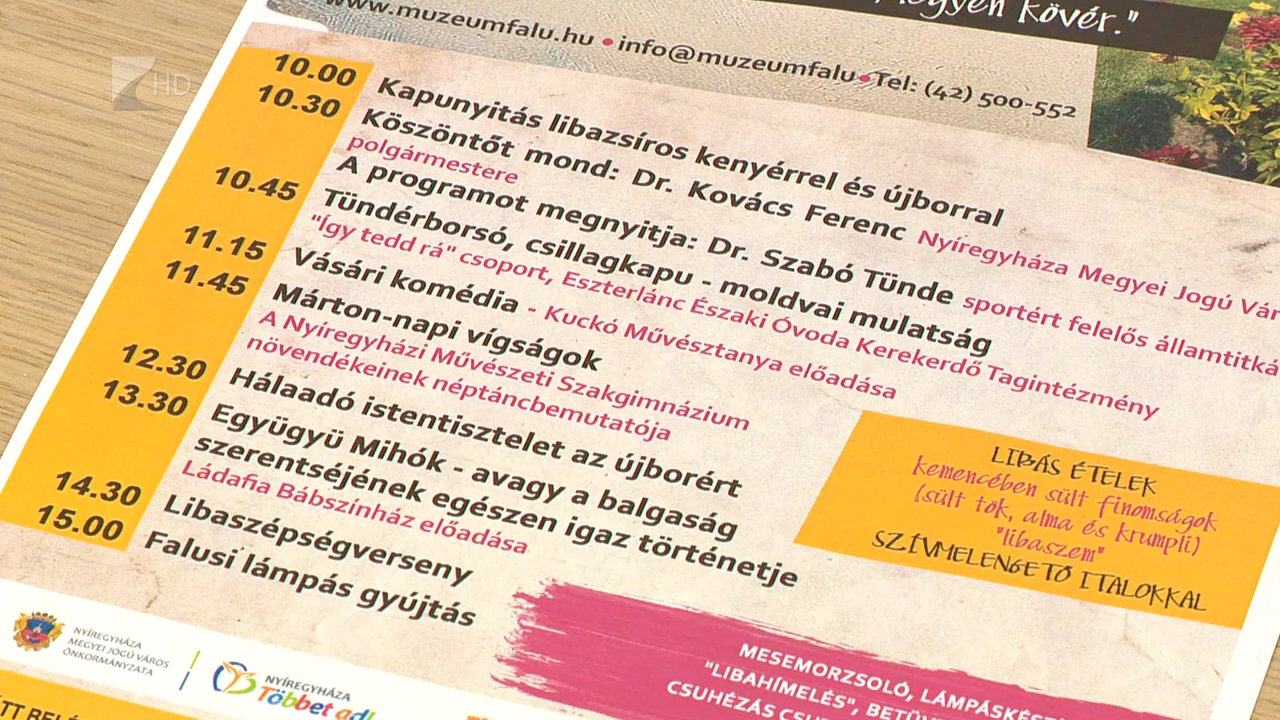 Kövér."
www.muzeumfalu.hu • info@muzeumfalu • Tel: (42) 500-552
HD
10.00 Kapunyitás libazsíros kenyérrel és újborral
10.30 Köszöntőt mond: Dr. Kovács Ferenc Nyíregyháza Megyei Jogú
polgármestere
A programot megnyitja: Dr. Szabó Tünde sportért felelős
10.45 Tündérborsó, csillagkapu - moldvai mulatság
"Így tedd rá" csoport, Eszterlánc Északi Óvoda Kerekerdő Tagintézmény
11.15 Vásári komédia - Kuckó Művésztanya előadása
11.45 Márton-napi vígságok
A Nyíregyházi Művészeti Szakgimnázium
növendékeinek néptáncbemutatója
12.30 Hálaadó istentisztelet az újborért
13.30 Együgyü Mihók - avagy a balgaság
szerentséjének egészen igaz történetje
Ládafia Bábszínház előadása
14.30 Libaszépségverseny
15.00 Falusi lámpás gyújtás
LIBÁS ÉTELEK
kemencében sült finomságok
(sült tök, alma és krumpli)
"libaszem"
SZÍVMELENGETŐ ITALOKKAL
NYÍREGYHÁZA
MEGYEI JOGÚ VÁROS
ÖNKORMÁNYZATA
NYÍREGYHÁZA
Többet ad!
MESEMORZSOLÓ,
"LIBAHÍMELÉS",
CSUHÉZÁS